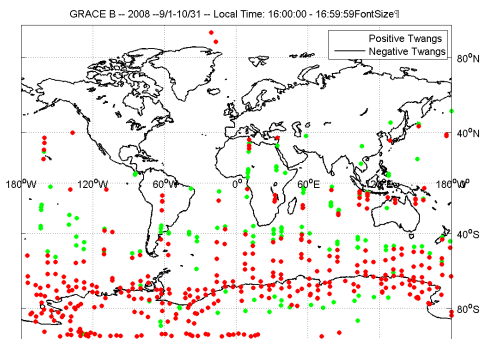 GRACE B -- 2008 --9/1-10/31 -- Local Time: 16:00:00 - 16:59:59FontSize¶
Positive Twangs
Negative Twangs
80°N
40°N
180°W 120°W 60°W 0° 60°E 120°E 180°W
40°S
80°S